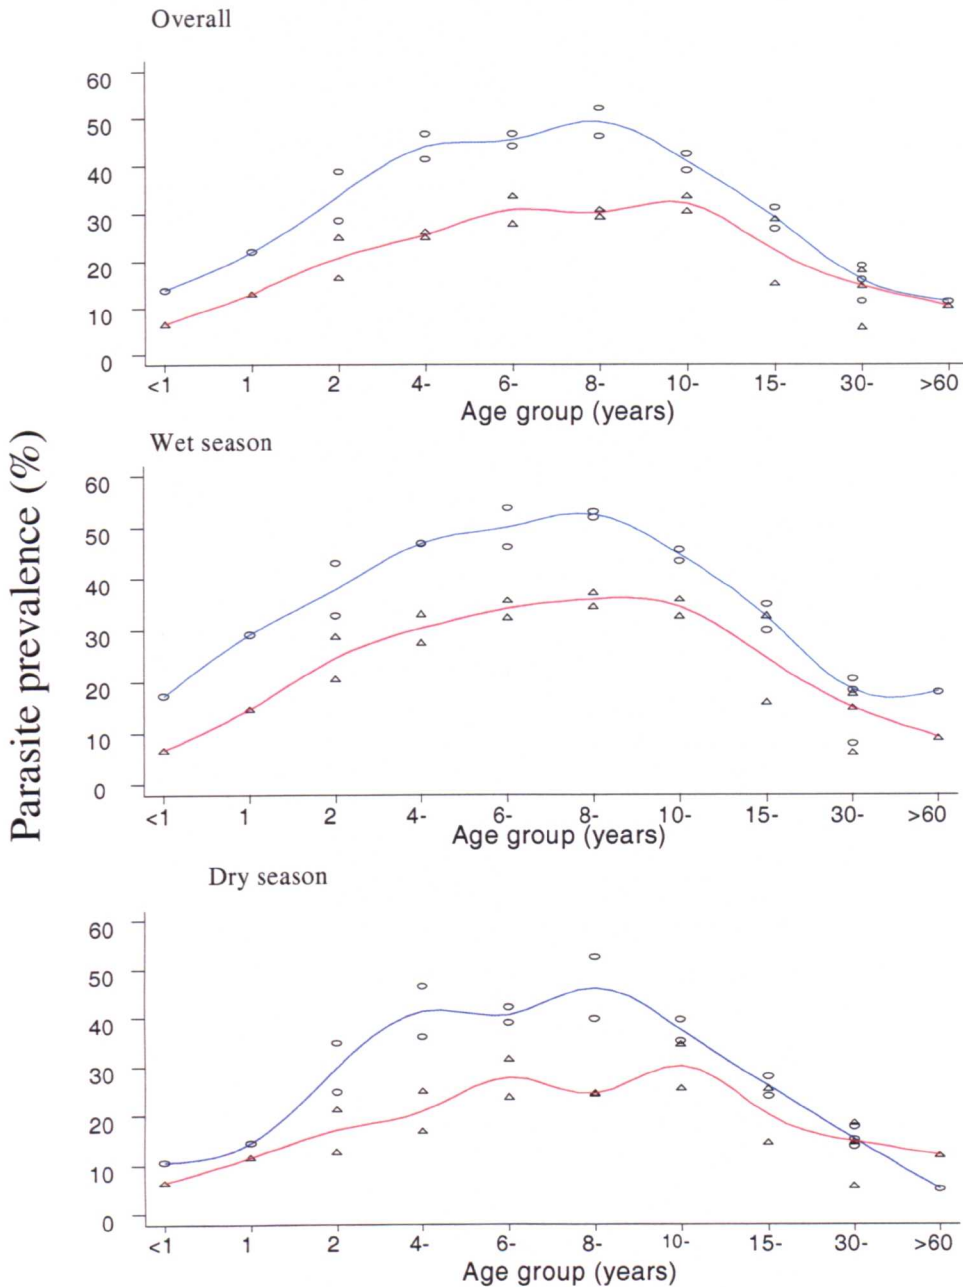 Overall
60
50
40
30
20
10
0
<1 1 2 4- 6- 8- 10- 15- 30- >60
Age group (years)
Parasite prevalence (%)
Wet season
60
50
40
30
20
10
0
<1 1 2 4- 6- 8- 10- 15- 30- >60
Age group (years)
Dry season
60
50
40
30
20
10
0
<1 1 2 4- 6- 8- 10- 15- 30- >60
Age group (years)